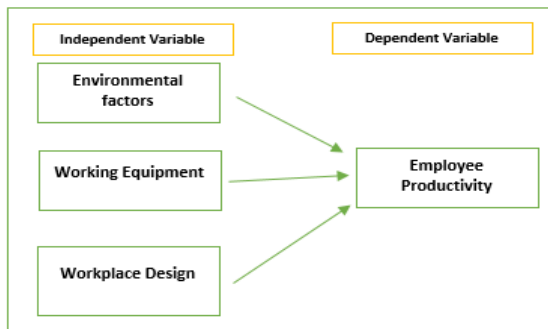 Independent Variable
Dependent Variable
Environmental
factors
Working Equipment
Employee
Productivity
Workplace Design